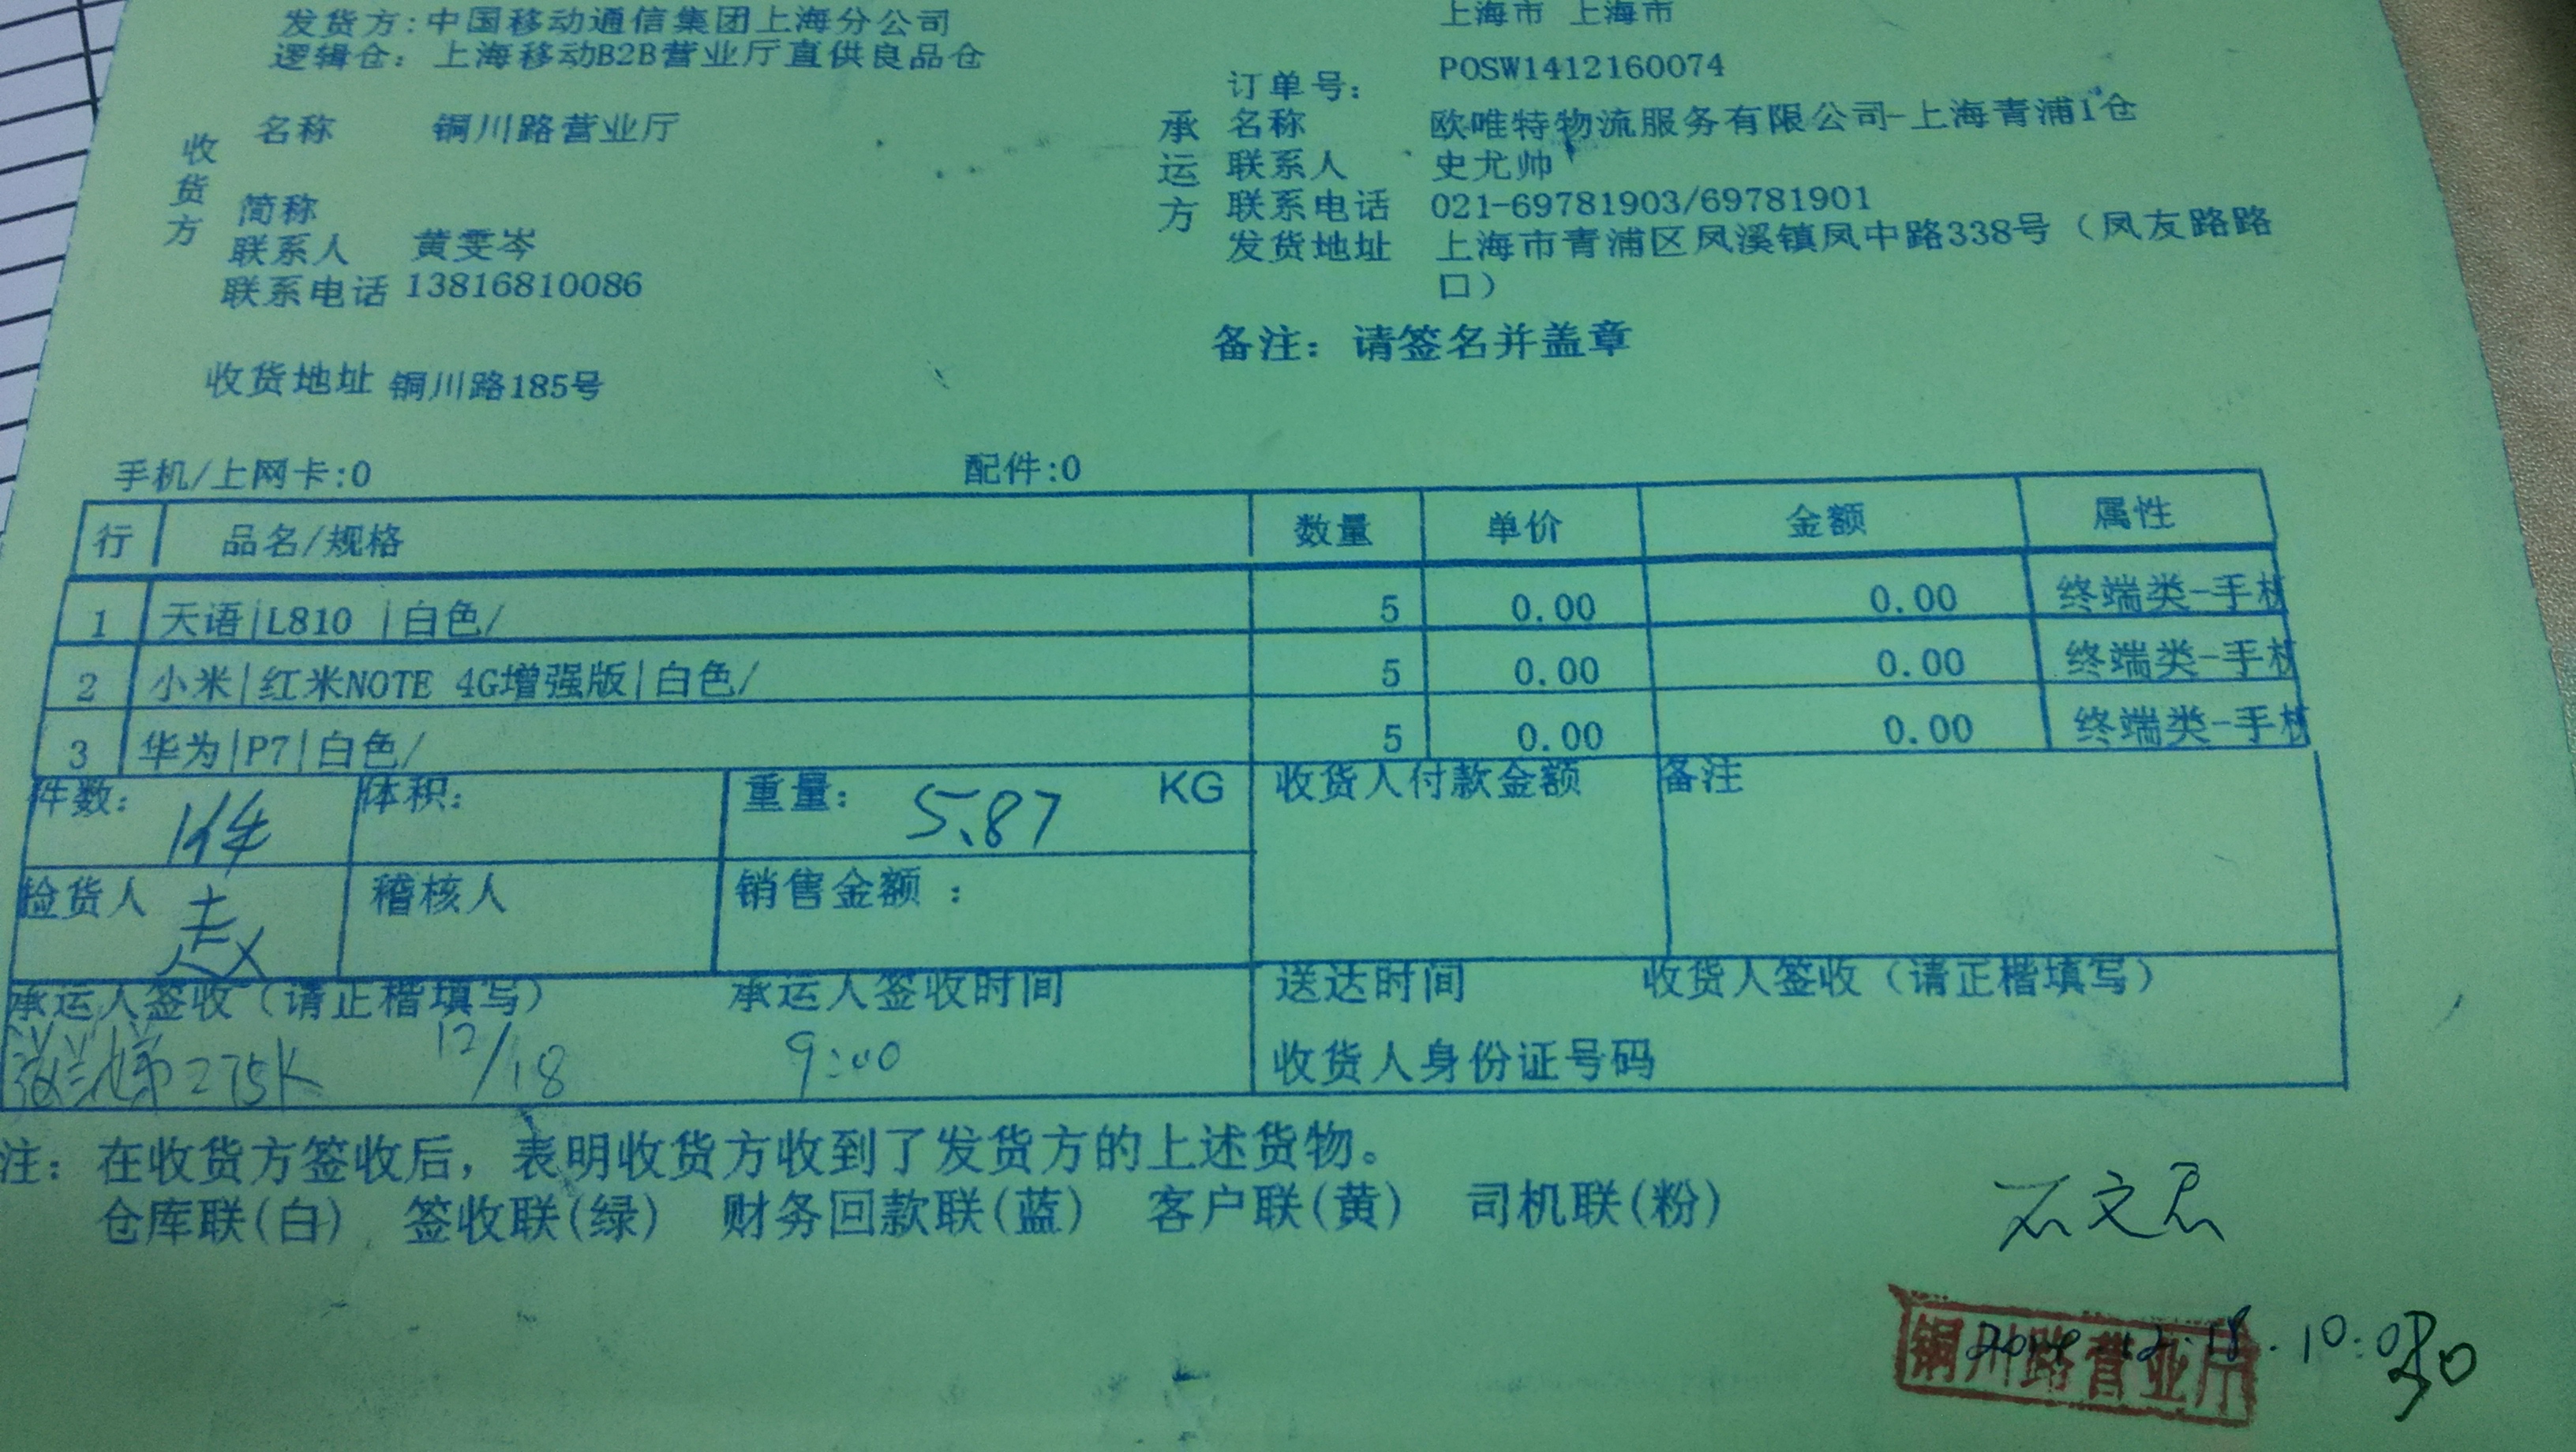 发货方:中国移动通信集团上海分公司
逻辑仓: 上海移动B2B营业厅直供良品仓
上海市 上海市
订单号: POSW1412160074
收货方
名称 铜川路营业厅
简称
联系人 黄雯岑
联系电话 13816810086
收货地址 铜川路185号
承运方
名称 欧唯特物流服务有限公司-上海青浦1仓
联系人 史尤帅
联系电话 021-69781903/69781901
发货地址 上海市青浦区凤溪镇凤中路338号（凤友路路
口）
备注：请签名并盖章
手机/上网卡:0 配件:0
行 品名/规格 数量 单价 金额 属性
1 天语|L810 |白色/ 5 0.00 0.00 终端类-手机
2 小米|红米NOTE 4G增强版|白色/ 5 0.00 0.00 终端类-手机
3 华为|P7|白色/ 5 0.00 0.00 终端类-手机
件数: 1件 体积: 重量: 5.87 KG 收货人付款金额 备注
捡货人 赵 稽核人 销售金额 :
承运人签收（请正楷填写） 承运人签收时间 送达时间 收货人签收（请正楷填写）
275K 12/18 9:00 收货人身份证号码
注: 在收货方签收后，表明收货方收到了发货方的上述货物。
仓库联(白) 签收联(绿) 财务回款联(蓝) 客户联(黄) 司机联(粉)
石文君
铜川路营业厅
2014.12.18. 10: